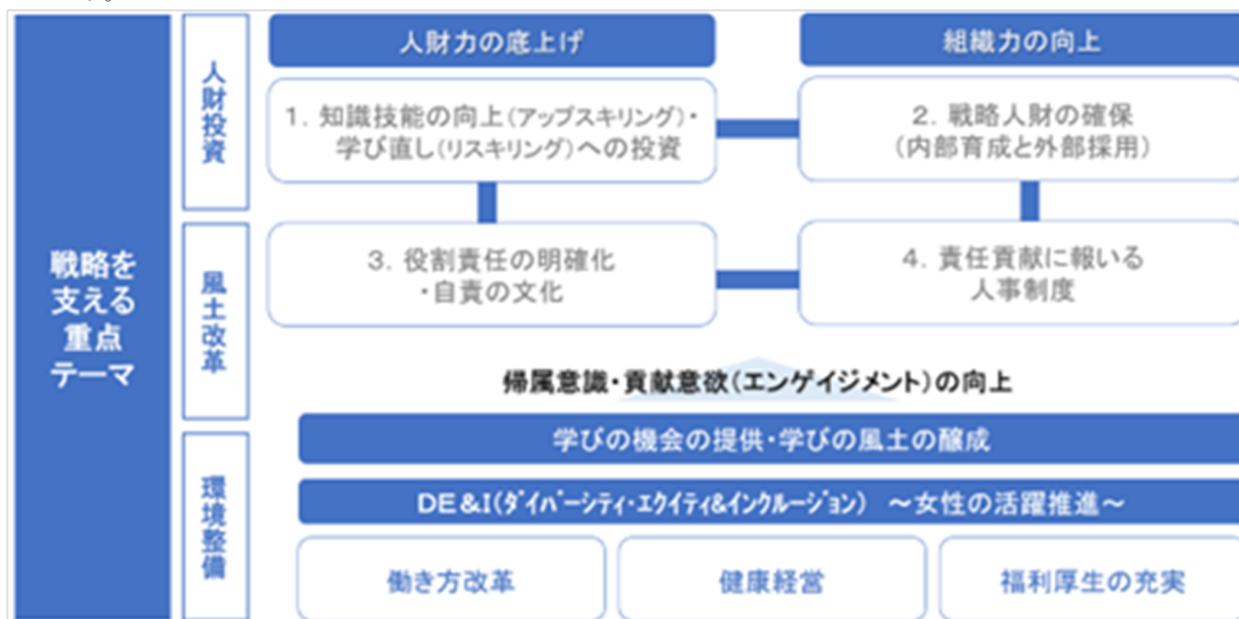 戦略を
支える
重点
テーマ
人財投資
風土改革
環境整備
人財力の底上げ
組織力の向上
1. 知識技能の向上(アップスキリング)・
学び直し(リスキリング)への投資
2. 戦略人財の確保
(内部育成と外部採用)
3. 役割責任の明確化
・自責の文化
4. 責任貢献に報いる
人事制度
帰属意識・貢献意欲(エンゲイジメント)の向上
学びの機会の提供・学びの風土の醸成
DE&I(ダイバーシティ・エクイティ&インクルージョン) ～女性の活躍推進～
働き方改革
健康経営
福利厚生の充実